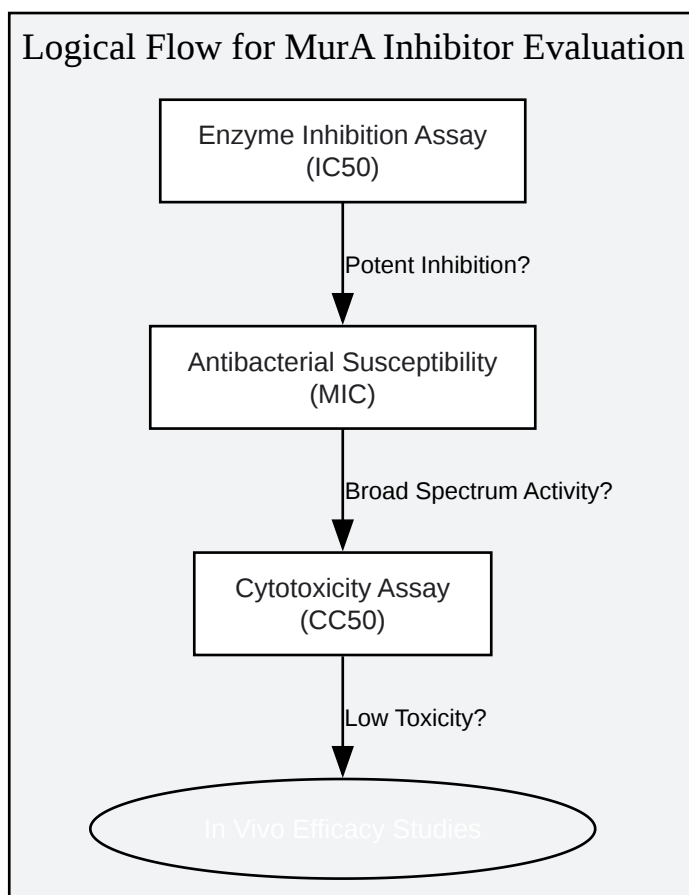 Logical Flow for MurA Inhibitor Evaluation
Enzyme Inhibition Assay
(IC50)
Potent Inhibition?
Antibacterial Susceptibility
(MIC)
Broad Spectrum Activity?
Cytotoxicity Assay
(CC50)
Low Toxicity?
In Vivo Efficacy Studies